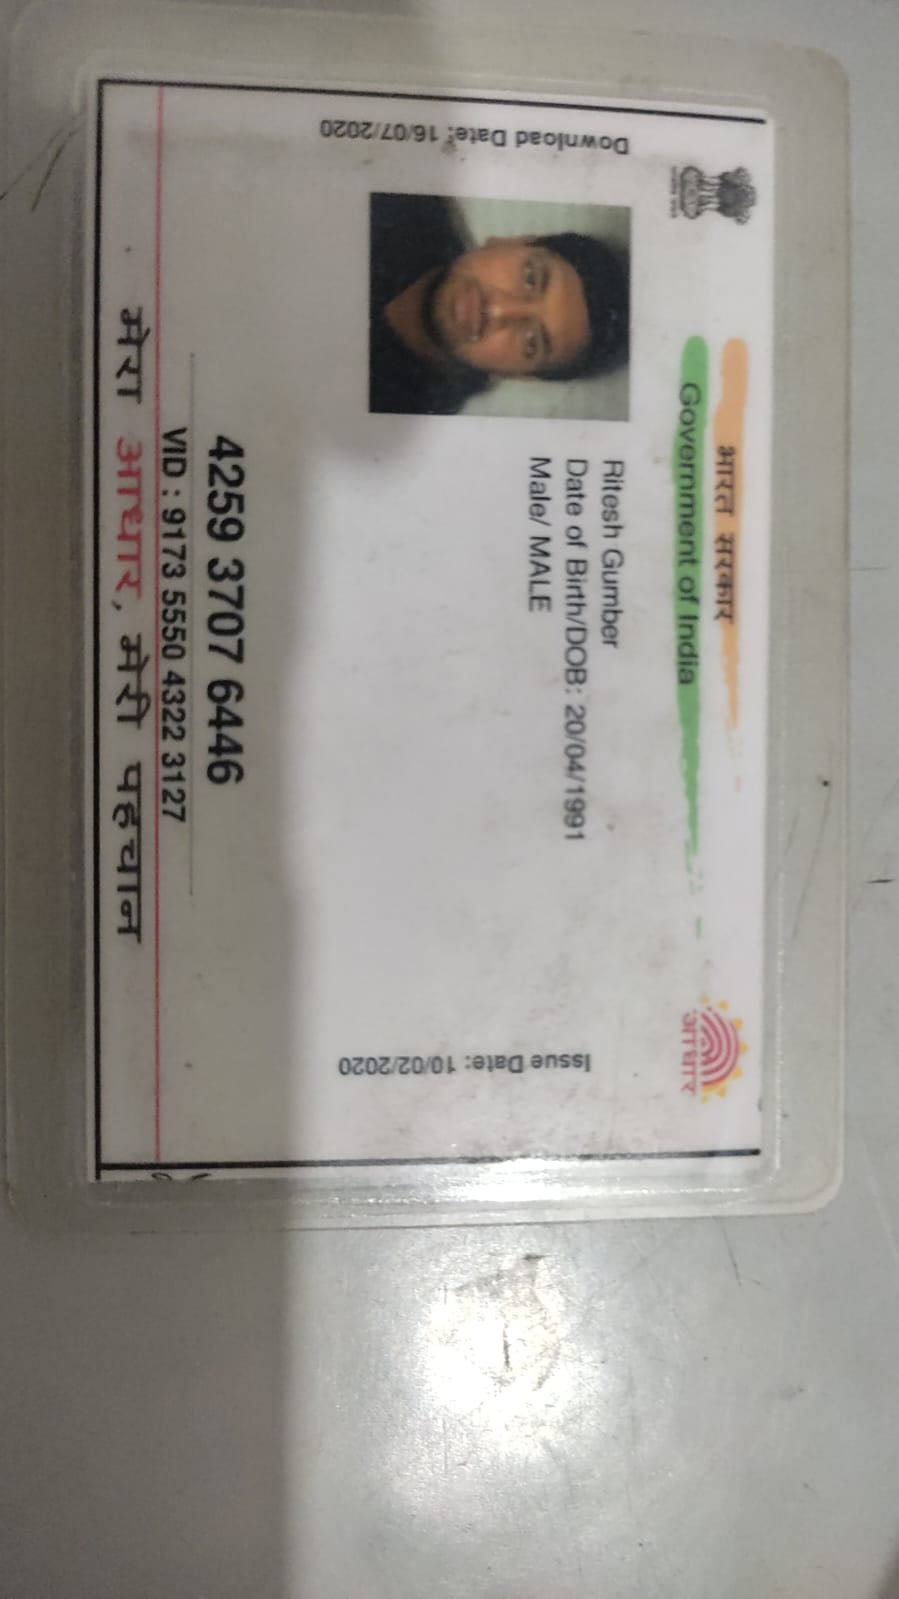 भारत सरकार
Government of India
Download Date: 16/07/2020
Ritesh Gumber
Date of Birth/DOB: 20/04/1991
Male/ MALE
Issue Date: 10/02/2020
आधार
4259 3707 6446
VID : 9173 5550 4322 3127
मेरा आधार, मेरी पहचान